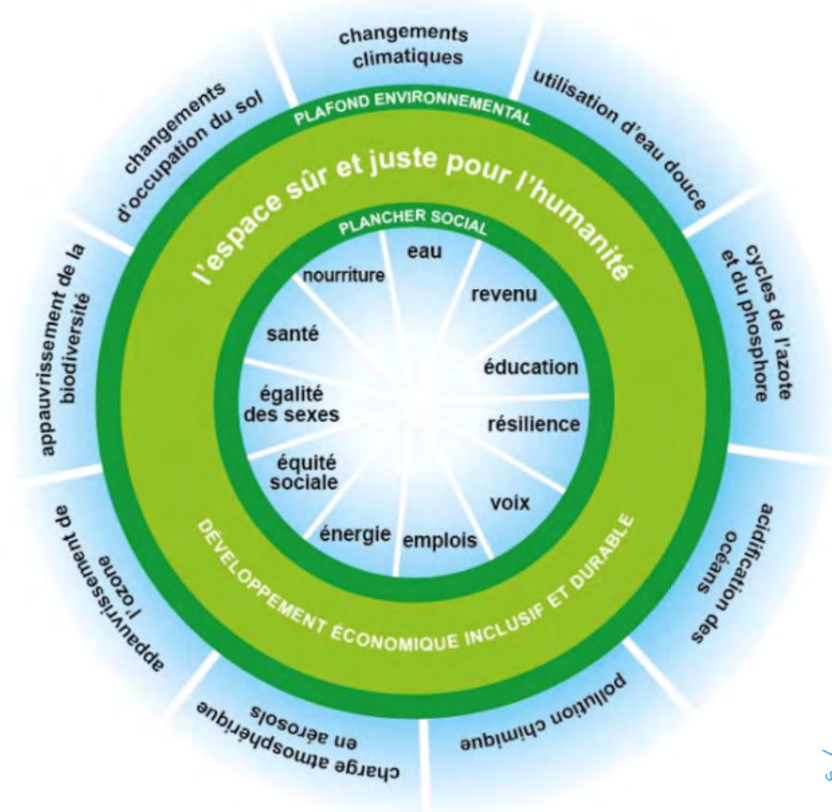 changements
climatiques
utilisation d'eau douce
cycles de l'azote
et du phosphore
acidification des
océans
pollution chimique
charge atmosphérique
en aérosols
appauvrissement de
l'ozone
appauvrissement de la
biodiversité
changements
d'occupation du sol
PLAFOND ENVIRONNEMENTAL
l'espace sûr et juste pour l'humanité
PLANCHER SOCIAL
eau
revenu
éducation
résilience
voix
emplois
énergie
équité
sociale
égalité
des sexes
santé
nourriture
DÉVELOPPEMENT ÉCONOMIQUE INCLUSIF ET DURABLE